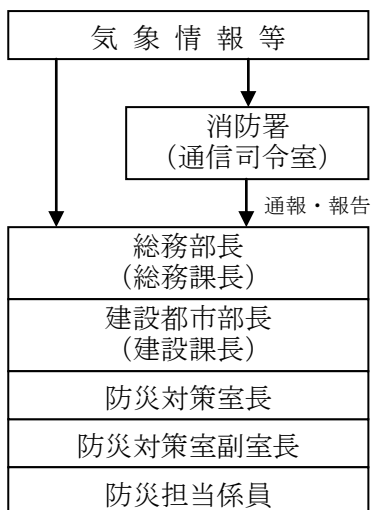 気象情報等
消防署
（通信司令室）
通報・報告
総務部長
（総務課長）
建設都市部長
（建設課長）
防災対策室長
防災対策室副室長
防災担当係員